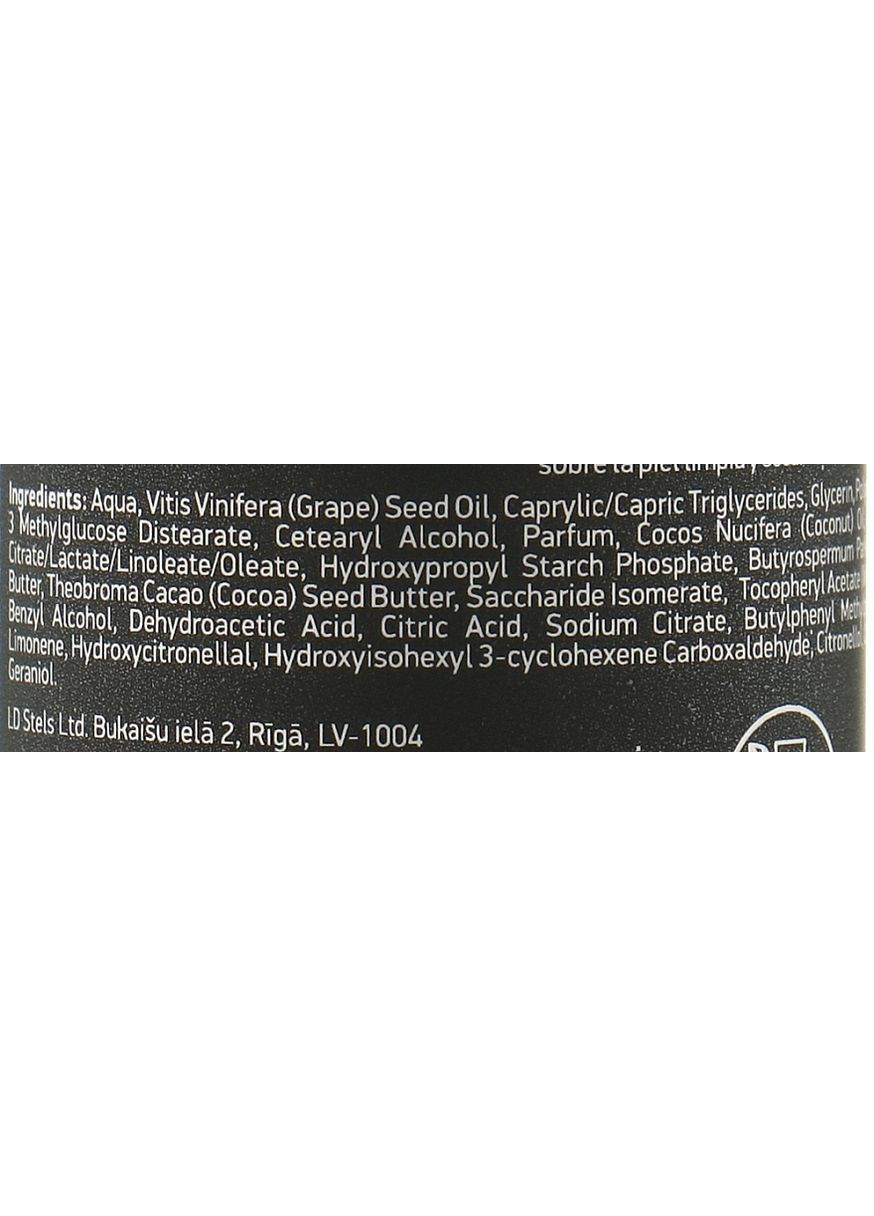 sobre la piel limpia y
Ingredients: Aqua, Vitis Vinifera (Grape) Seed Oil, Caprylic/Capric Triglycerides, Glycerin,
3 Methylglucose Distearate, Cetearyl Alcohol, Parfum, Cocos Nucifera (Coconut)
Citrate/Lactate/Linoleate/Oleate, Hydroxypropyl Starch Phosphate, Butyrospermum
Butter, Theobroma Cacao (Cocoa) Seed Butter, Saccharide Isomerate, Tocopheryl Acetate
Benzyl Alcohol, Dehydroacetic Acid, Citric Acid, Sodium Citrate, Butylphenyl
Limonene, Hydroxycitronellal, Hydroxyisohexyl 3-cyclohexene Carboxaldehyde,
Geraniol.
LD Stels Ltd. Bukaišu ielā 2, Rīgā, LV-1004